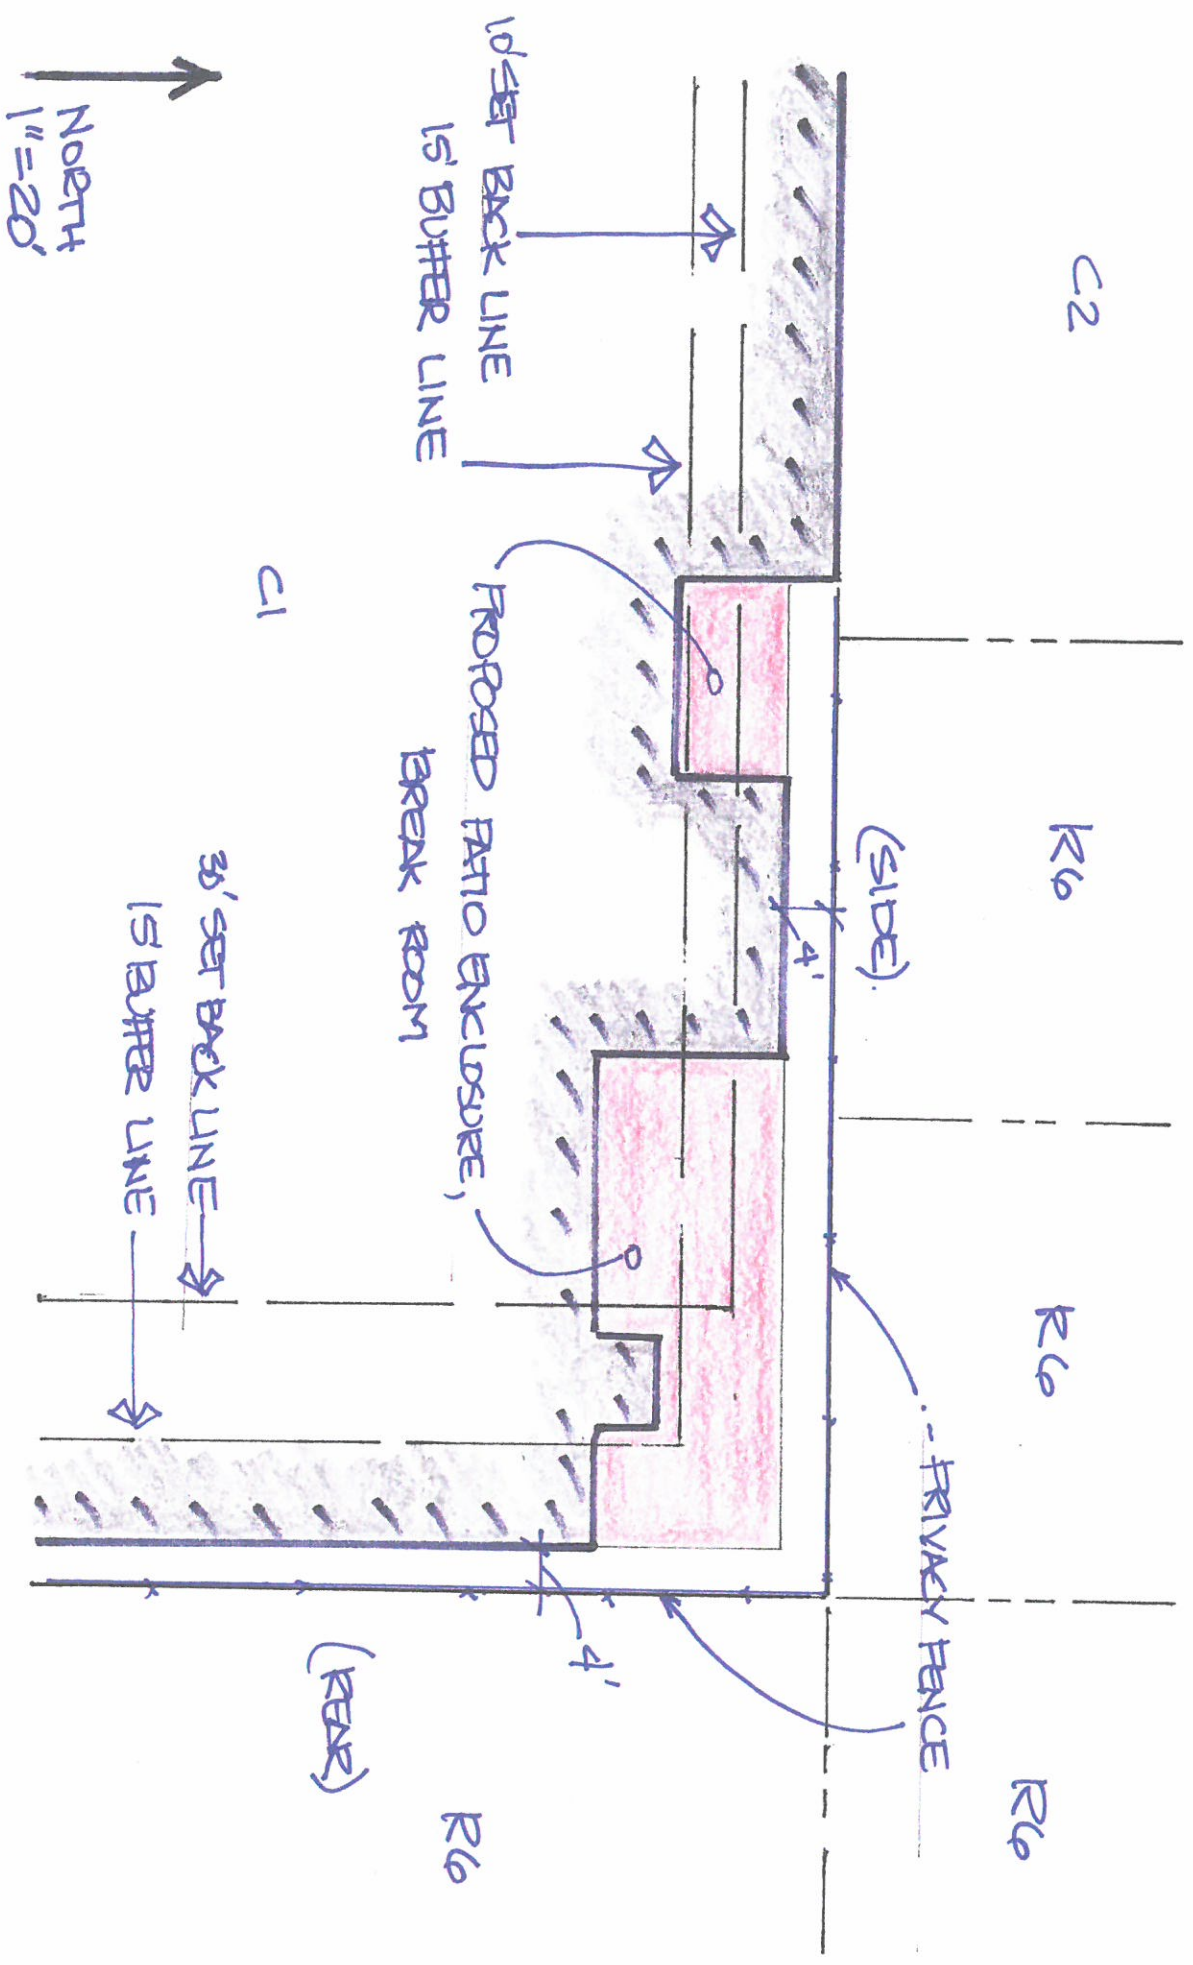 C2
R6
R6
R6
(SIDE).
4'
PRIVACY FENCE
10' SET BACK LINE
15' BUFFER LINE
PROPOSED PATIO ENCLOSURE,
BREAK ROOM
C1
30' SET BACK LINE
15' BUFFER LINE
4'
(REAR)
R6
NORTH
1"=20'